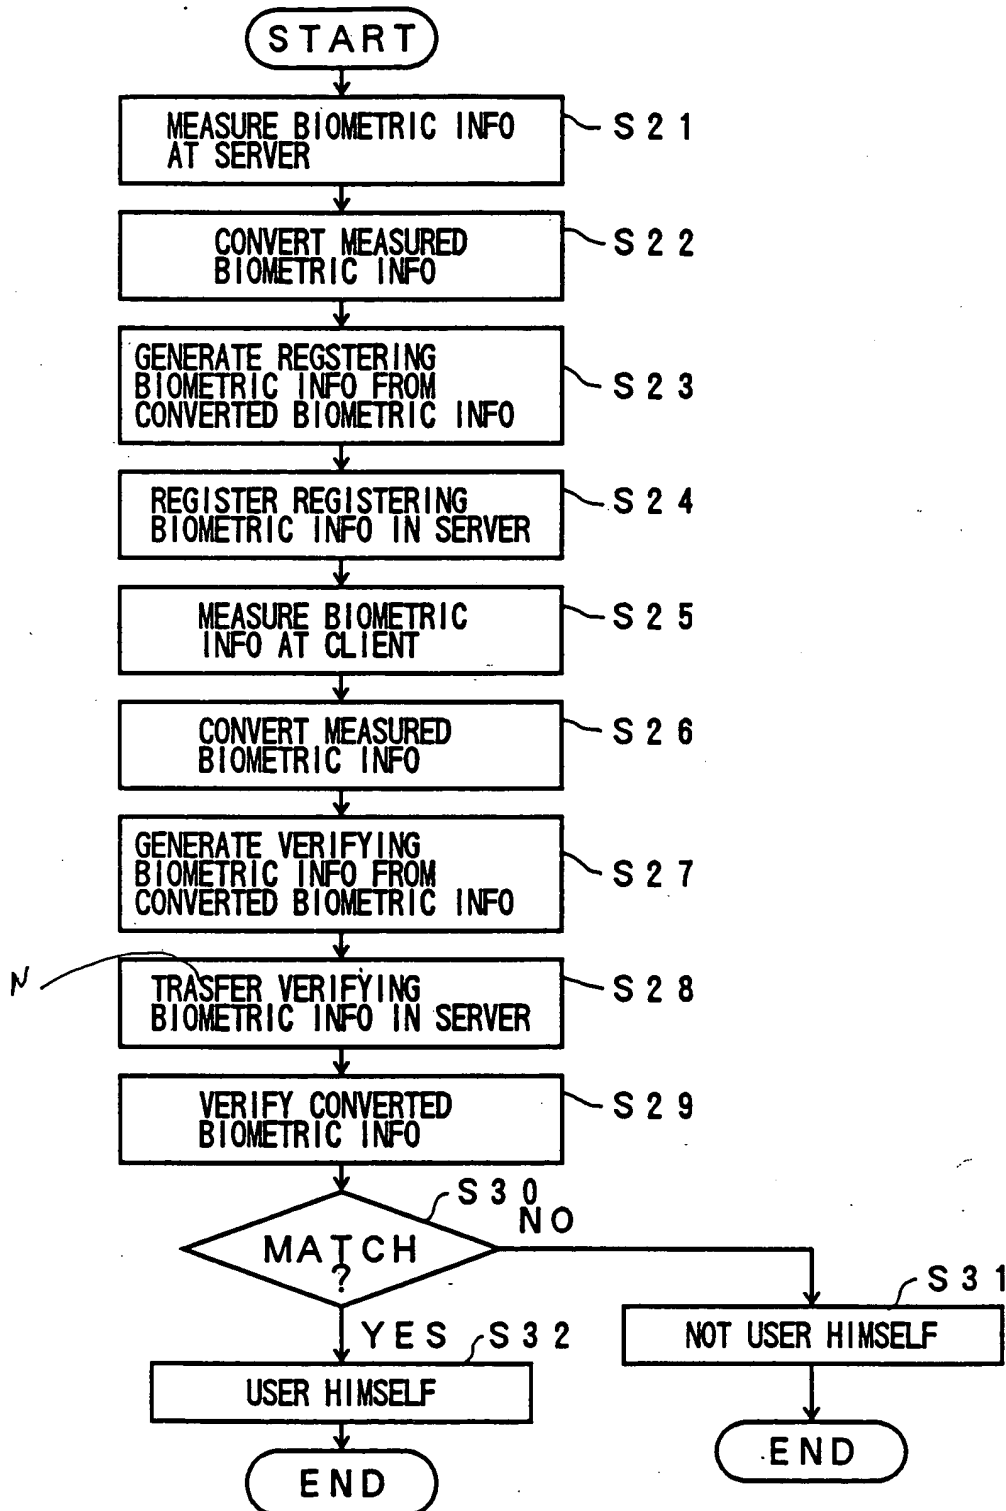 START
MEASURE BIOMETRIC INFO
AT SERVER
S21
CONVERT MEASURED
BIOMETRIC INFO
S22
GENERATE REGSTERING
BIOMETRIC INFO FROM
CONVERTED BIOMETRIC INFO
S23
REGISTER REGISTERING
BIOMETRIC INFO IN SERVER
S24
MEASURE BIOMETRIC
INFO AT CLIENT
S25
CONVERT MEASURED
BIOMETRIC INFO
S26
GENERATE VERIFYING
BIOMETRIC INFO FROM
CONVERTED BIOMETRIC INFO
S27
N
TRASFER VERIFYING
BIOMETRIC INFO IN SERVER
S28
VERIFY CONVERTED
BIOMETRIC INFO
S29
S30
NO
MATCH
?
S31
NOT USER HIMSELF
YES
S32
USER HIMSELF
END
END